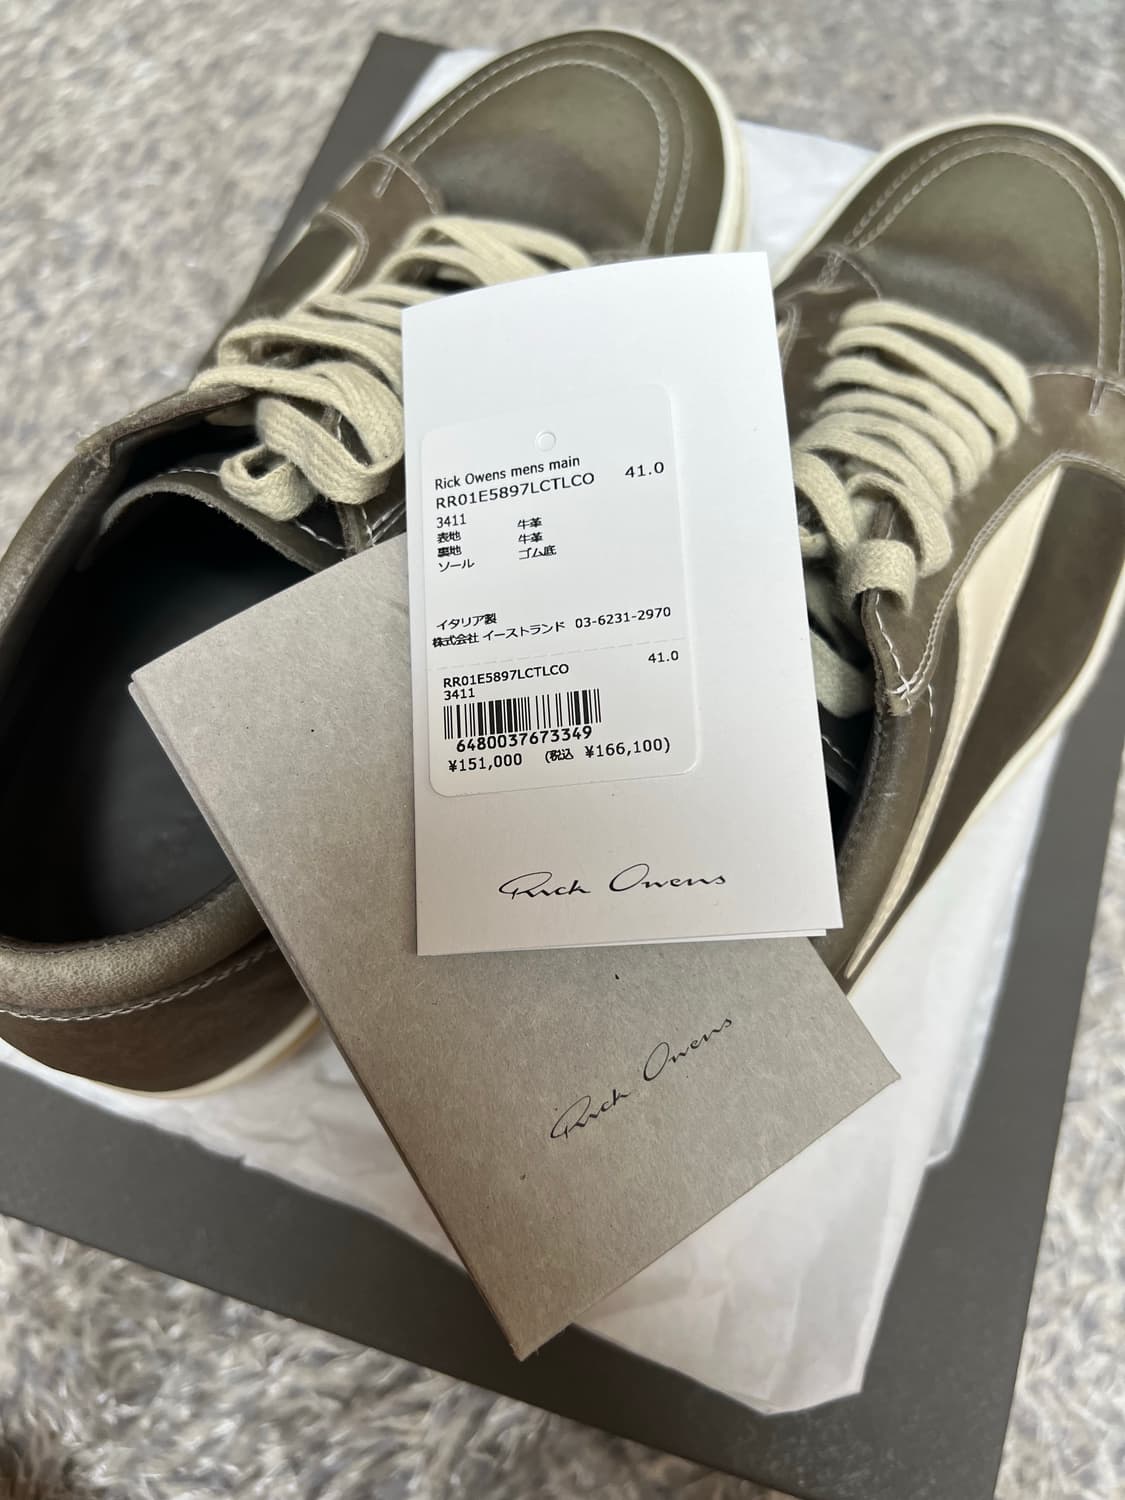 Rick Owens mens main
RR01E5897LCTLCO 41.0
3411
表地 牛革
裏地 牛革
ソール ゴム底
イタリア製
株式会社 イーストランド 03-6231-2970
RR01E5897LCTLCO 41.0
3411
6480037673349
¥151,000 (税込 ¥166,100)
Rick Owens
Rick Owens